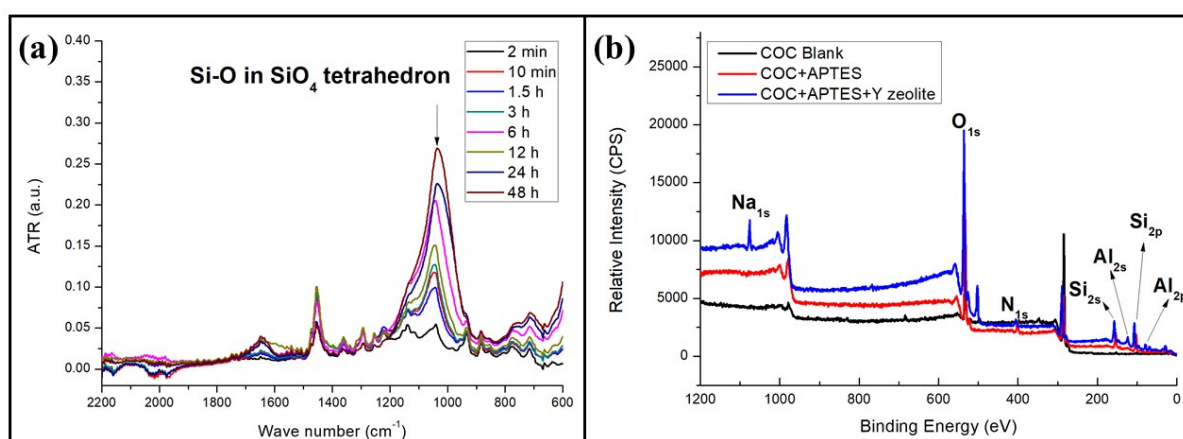 (a)
0.40
0.35
0.30
0.25
0.20
0.15
0.10
0.05
0.00
ATR (a.u.)
Si-O in SiO4 tetrahedron
2 min
10 min
1.5 h
3 h
6 h
12 h
24 h
48 h
2200 2000 1800 1600 1400 1200 1000 800 600
Wave number (cm-1)
(b)
25000
20000
15000
10000
5000
0
Relative Intensity (CPS)
COC Blank
COC+APTES
COC+APTES+Y zeolite
O1s
Na1s
Si2p
Al2s
Si2s
Al2p
N1s
1200 1000 800 600 400 200 0
Binding Energy (eV)